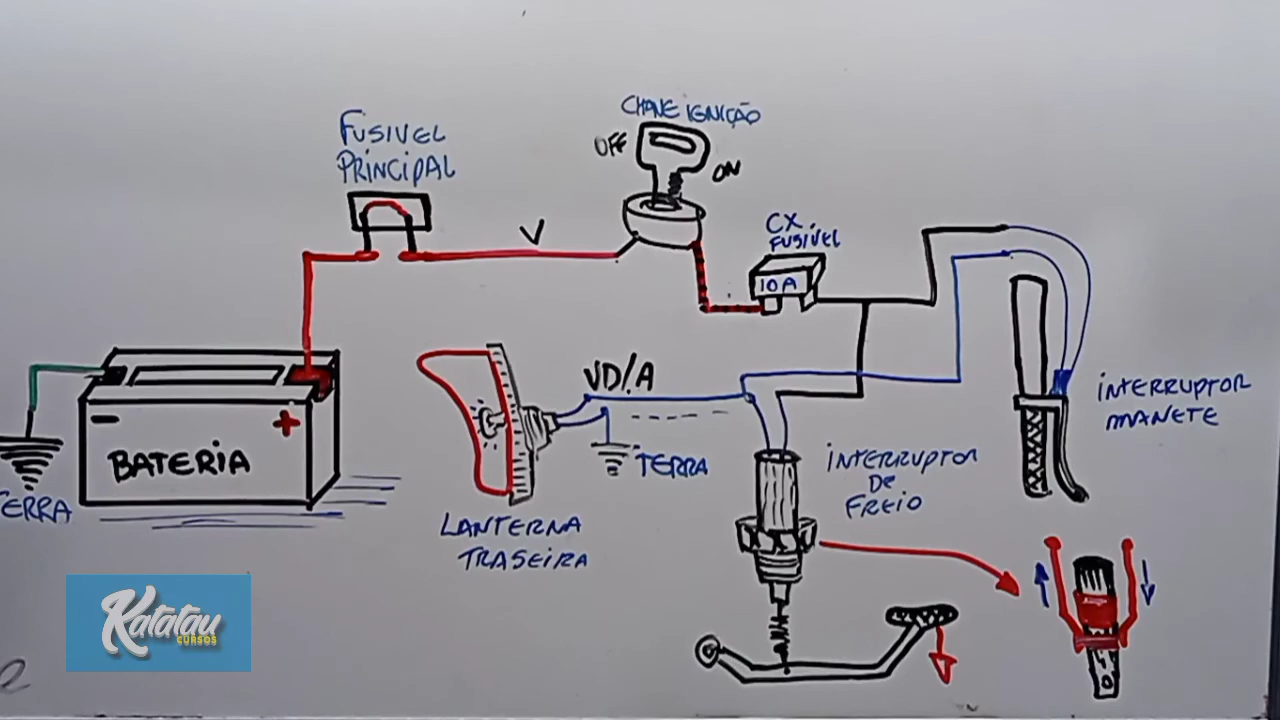 CHAVE IGNIÇÃO
OFF
ON
FUSIVEL
PRINCIPAL
V
CX
FUSIVEL
10A
VD/A
INTERRUPTOR
MANETE
- +
BATERIA
TERRA
TERRA
INTERRUPTOR
DE
FREIO
LANTERNA
TRASEIRA
Katatau
CURSOS